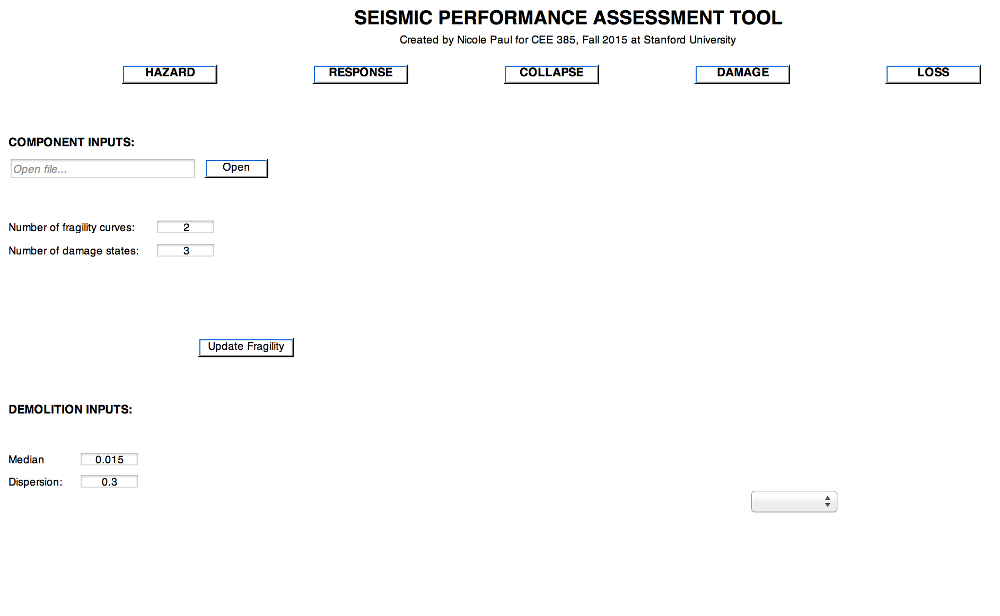 SEISMIC PERFORMANCE ASSESSMENT TOOL
Created by Nicole Paul for CEE 385, Fall 2015 at Stanford University
HAZARD RESPONSE COLLAPSE DAMAGE LOSS
COMPONENT INPUTS:
Open file... Open
Number of fragility curves: 2
Number of damage states: 3
Update Fragility
DEMOLITION INPUTS:
Median 0.015
Dispersion: 0.3